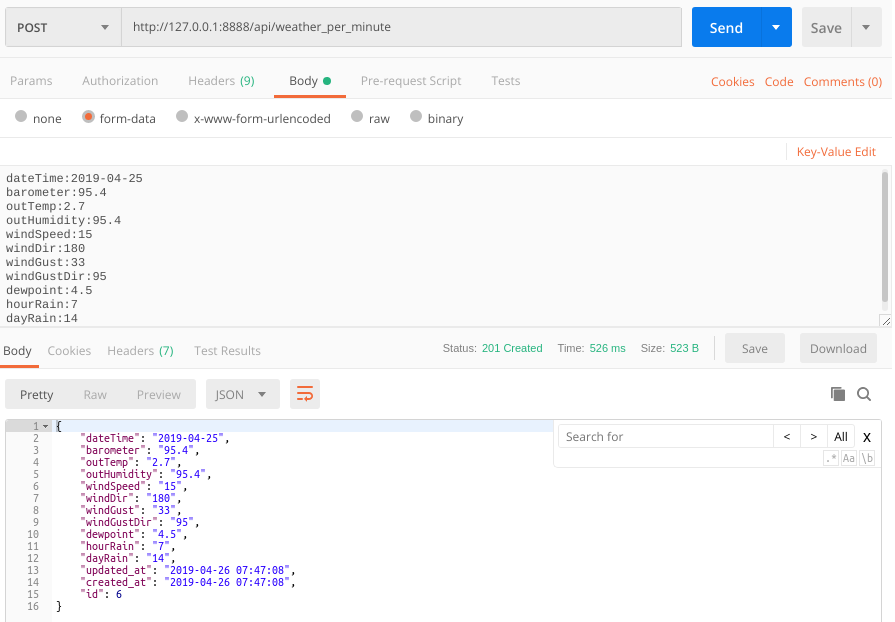 POST http://127.0.0.1:8888/api/weather_per_minute Send Save
Params Authorization Headers (9) Body Pre-request Script Tests Cookies Code Comments (0)
none form-data x-www-form-urlencoded raw binary
Key-Value Edit
dateTime:2019-04-25
barometer:95.4
outTemp:2.7
outHumidity:95.4
windSpeed:15
windDir:180
windGust:33
windGustDir:95
dewpoint:4.5
hourRain:7
dayRain:14
Body Cookies Headers (7) Test Results Status: 201 Created Time: 526 ms Size: 523 B Save Download
Pretty Raw Preview JSON
Search for < > All X
.* Aa \b
1 {
2 "dateTime": "2019-04-25",
3 "barometer": "95.4",
4 "outTemp": "2.7",
5 "outHumidity": "95.4",
6 "windSpeed": "15",
7 "windDir": "180",
8 "windGust": "33",
9 "windGustDir": "95",
10 "dewpoint": "4.5",
11 "hourRain": "7",
12 "dayRain": "14",
13 "updated_at": "2019-04-26 07:47:08",
14 "created_at": "2019-04-26 07:47:08",
15 "id": 6
16 }